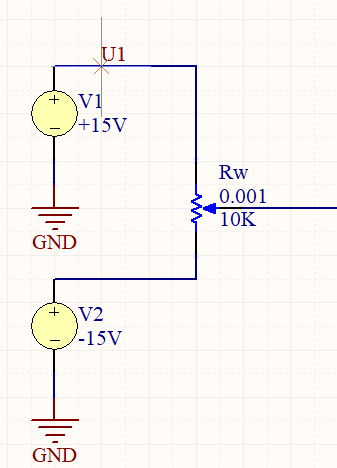 U1
V1
+15V
GND
Rw
0.001
10K
V2
-15V
GND